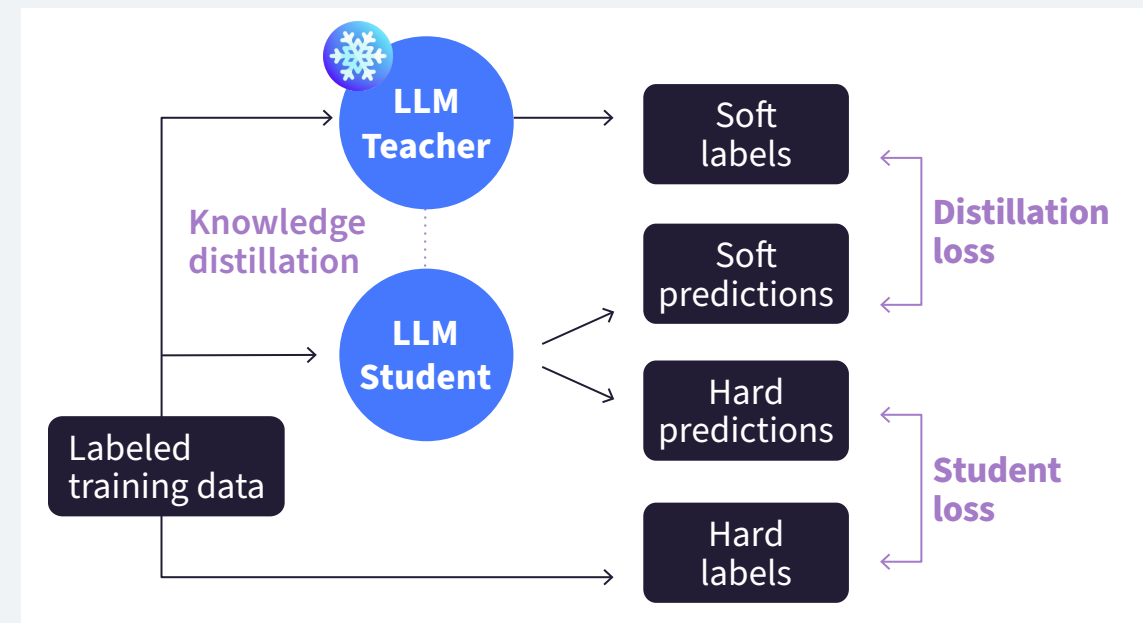 LLM
Teacher
Soft
labels
Knowledge
distillation
Distillation
loss
Soft
predictions
LLM
Student
Hard
predictions
Labeled
training data
Student
loss
Hard
labels